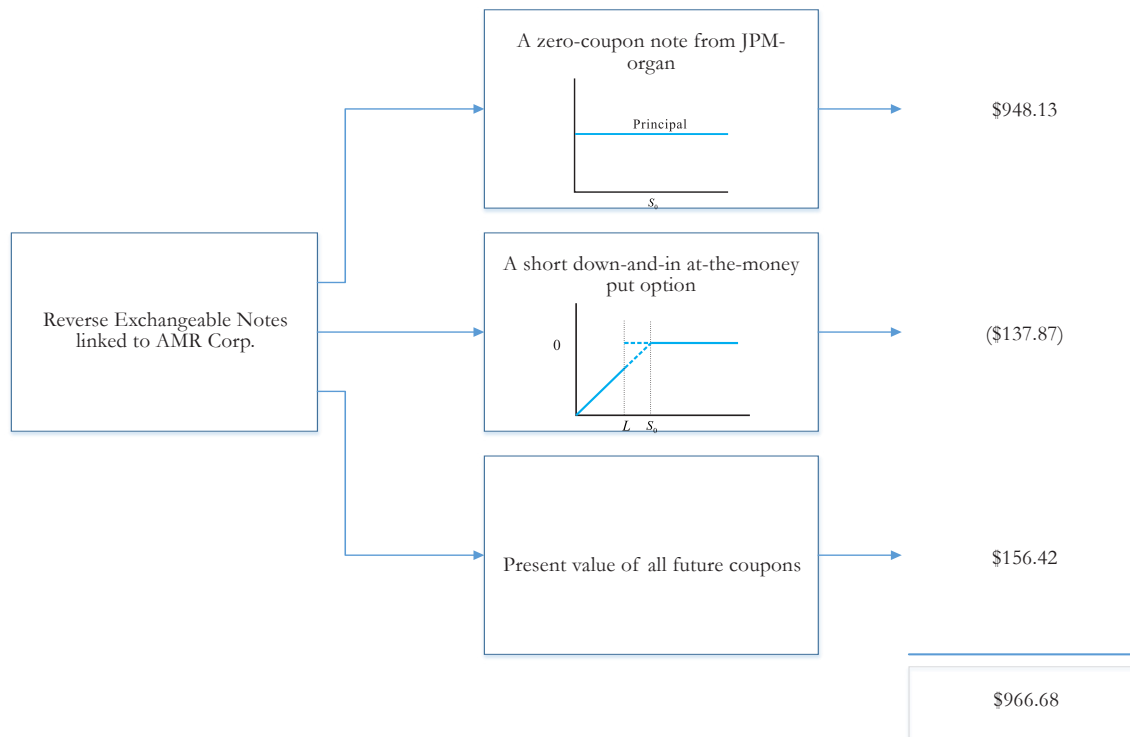 A zero-coupon note from JPM-
organ
Principal
S₀
$948.13
Reverse Exchangeable Notes
linked to AMR Corp.
A short down-and-in at-the-money
put option
0
L S₀
($137.87)
Present value of all future coupons
$156.42
$966.68